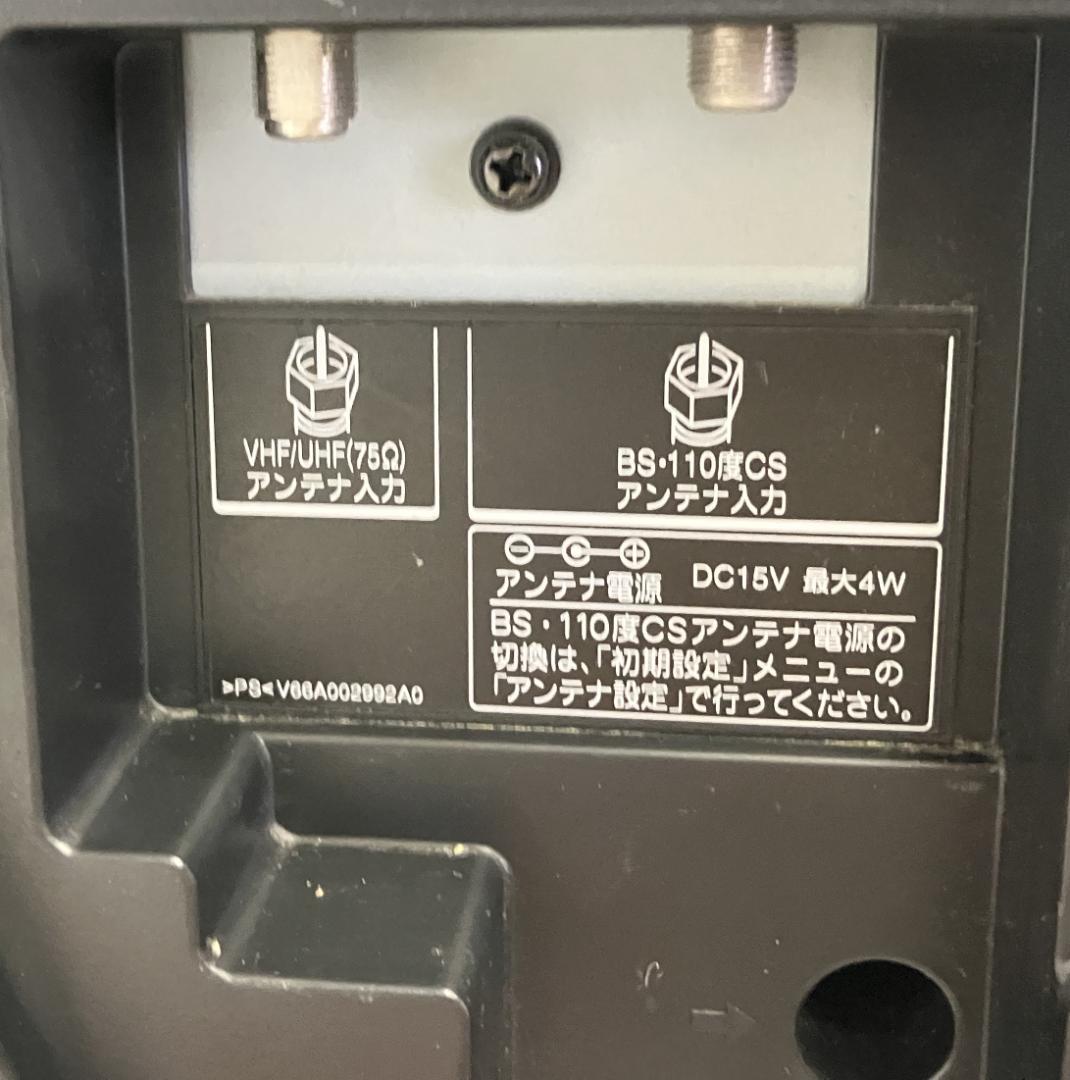 VHF/UHF(75Ω)
アンテナ入力
BS・110度CS
アンテナ入力
アンテナ電源 DC15V 最大4W
BS・110度CSアンテナ電源の
切換は、「初期設定」メニューの
「アンテナ設定」で行ってください。
>PS< V66A002992A0